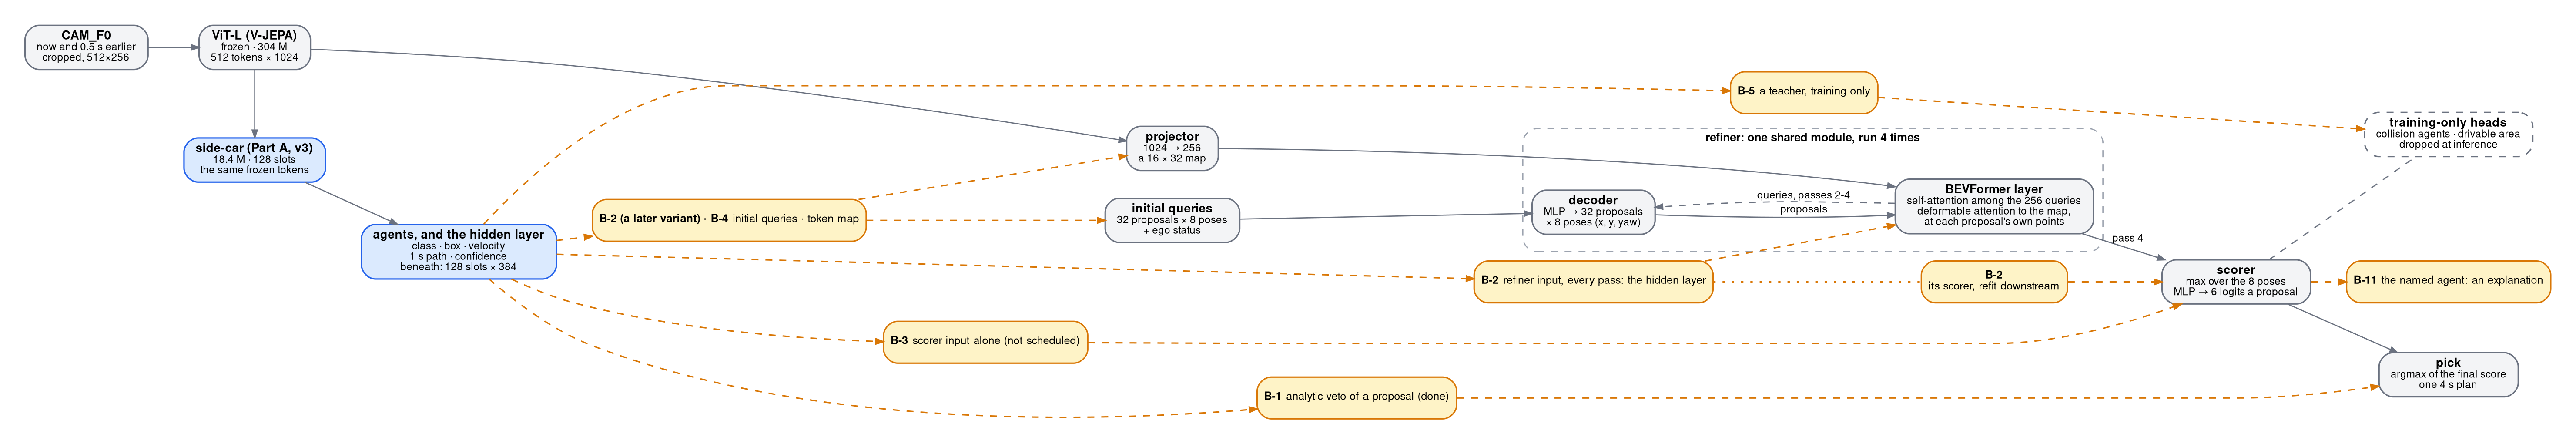 CAM_F0
now and 0.5 s earlier
cropped, 512×256
ViT-L (V-JEPA)
frozen · 304 M
512 tokens × 1024
side-car (Part A, v3)
18.4 M · 128 slots
the same frozen tokens
agents, and the hidden layer
class · box · velocity
1 s path · confidence
beneath: 128 slots × 384
B-2 (a later variant) · B-4 initial queries · token map
B-3 scorer input alone (not scheduled)
projector
1024 → 256
a 16 × 32 map
initial queries
32 proposals × 8 poses
+ ego status
B-1 analytic veto of a proposal (done)
B-5 a teacher, training only
refiner: one shared module, run 4 times
decoder
MLP → 32 proposals
× 8 poses (x, y, yaw)
queries, passes 2-4
proposals
BEVFormer layer
self-attention among the 256 queries
deformable attention to the map,
at each proposal's own points
B-2 refiner input, every pass: the hidden layer
B-2
its scorer, refit downstream
pass 4
scorer
max over the 8 poses
MLP → 6 logits a proposal
training-only heads
collision agents · drivable area
dropped at inference
B-11 the named agent: an explanation
pick
argmax of the final score
one 4 s plan